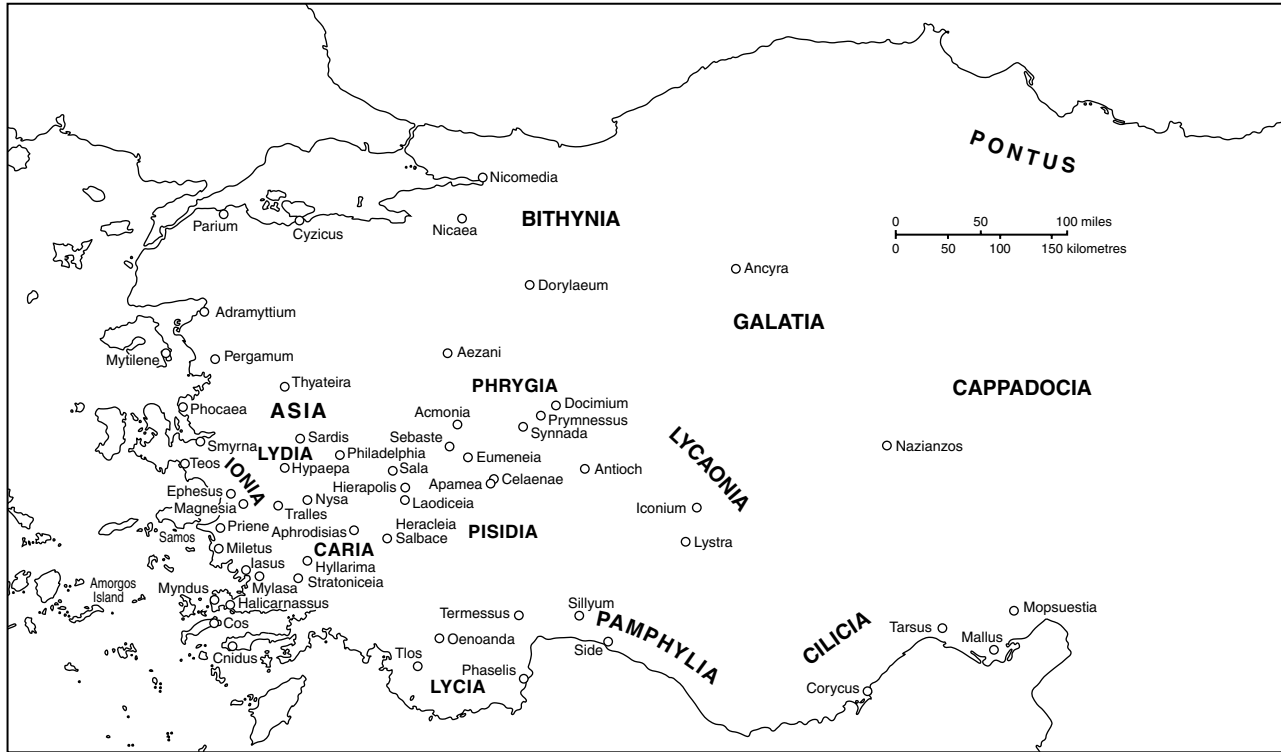 PONTUS
Nicomedia
Parium
Cyzicus
Nicaea
BITHYNIA
0 50 100 miles
0 50 100 150 kilometres
Ancyra
Dorylaeum
Adramyttium
GALATIA
Mytilene
Pergamum
Aezani
Thyateira
PHRYGIA
CAPPADOCIA
Phocaea
ASIA
Acmonia
Docimium
Prymnessus
Synnada
Smyrna
Sardis
Sebaste
LYDIA
Philadelphia
Eumeneia
Nazianzos
Teos
IONIA
Hypaepa
Sala
Antioch
LYCAONIA
Celaenae
Apamea
Hierapolis
Ephesus
Magnesia
Nysa
Laodiceia
Tralles
Iconium
Priene
Samos
Aphrodisias
Heracleia
Salbace
PISIDIA
Lystra
Miletus
CARIA
Iasus
Hyllarima
Mylasa
Stratoniceia
Amorgos
Island
Myndus
Halicarnassus
Cos
Termessus
Sillyum
PAMPHYLIA
CILICIA
Mopsuestia
Tarsus
Mallus
Oenoanda
Side
Cnidus
Tlos
Phaselis
LYCIA
Corycus